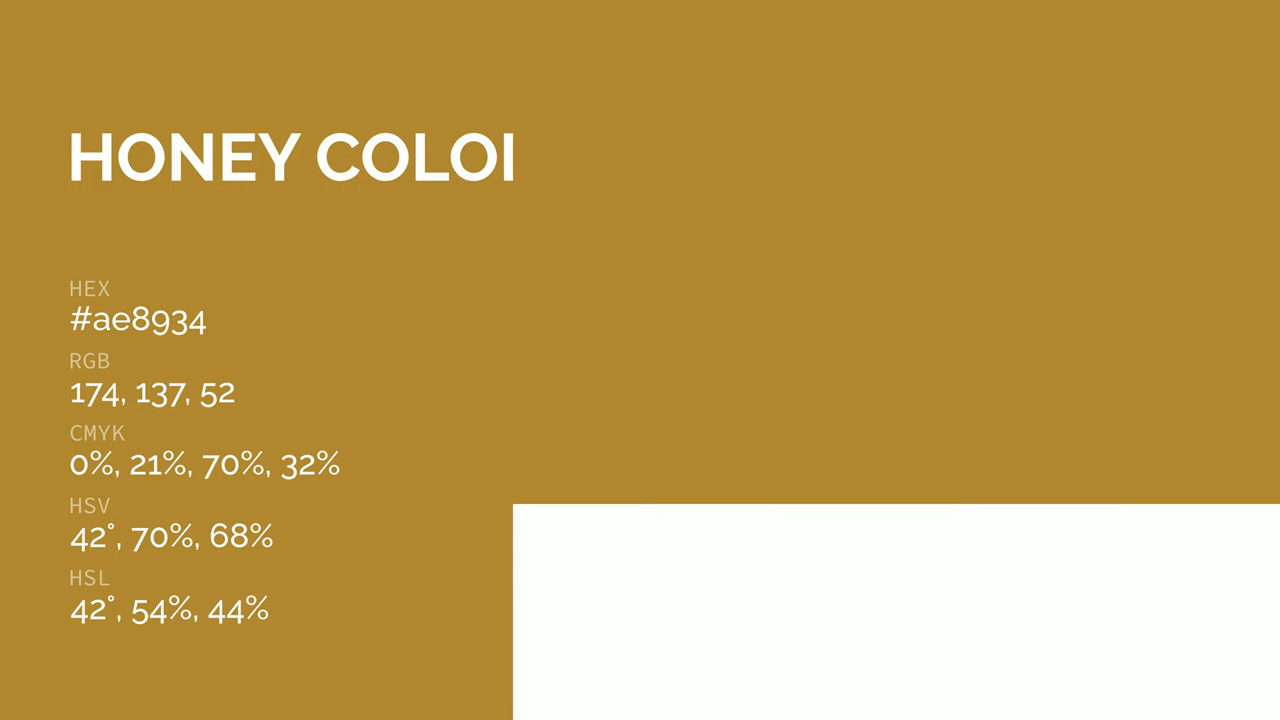 HONEY COLOI
HEX
#ae8934
RGB
174, 137, 52
CMYK
0%, 21%, 70%, 32%
HSV
42°, 70%, 68%
HSL
42°, 54%, 44%